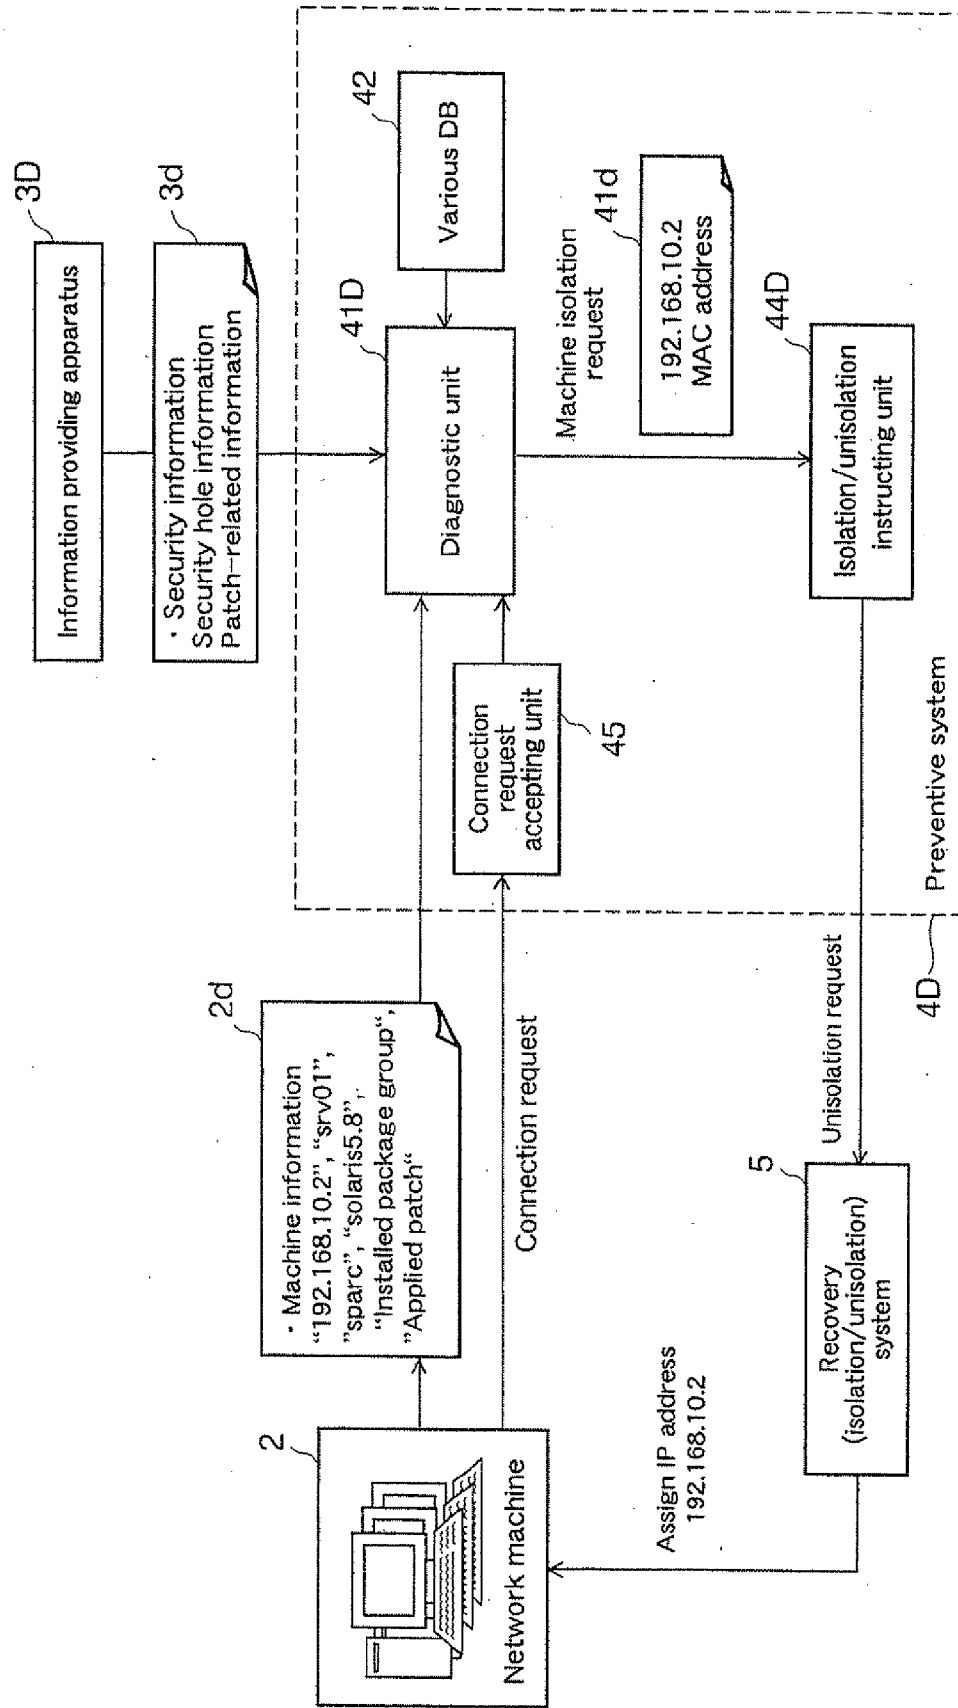 3D
Information providing apparatus
3d
· Security information
Security hole information
Patch-related information
42
Various DB
41D
Diagnostic unit
Machine isolation
request
41d
192.168.10.2
MAC address
44D
Isolation/unisolation
instructing unit
Connection
request
accepting unit
45
2d
· Machine information
“192.168.10.2”, “srv01”,
”sparc”, “solaris5.8”,
“Installed package group“,
”Applied patch“
Connection request
2
Network machine
Assign IP address
192.168.10.2
5
Recovery
(isolation/unisolation)
system
Unisolation request
4D
Preventive system